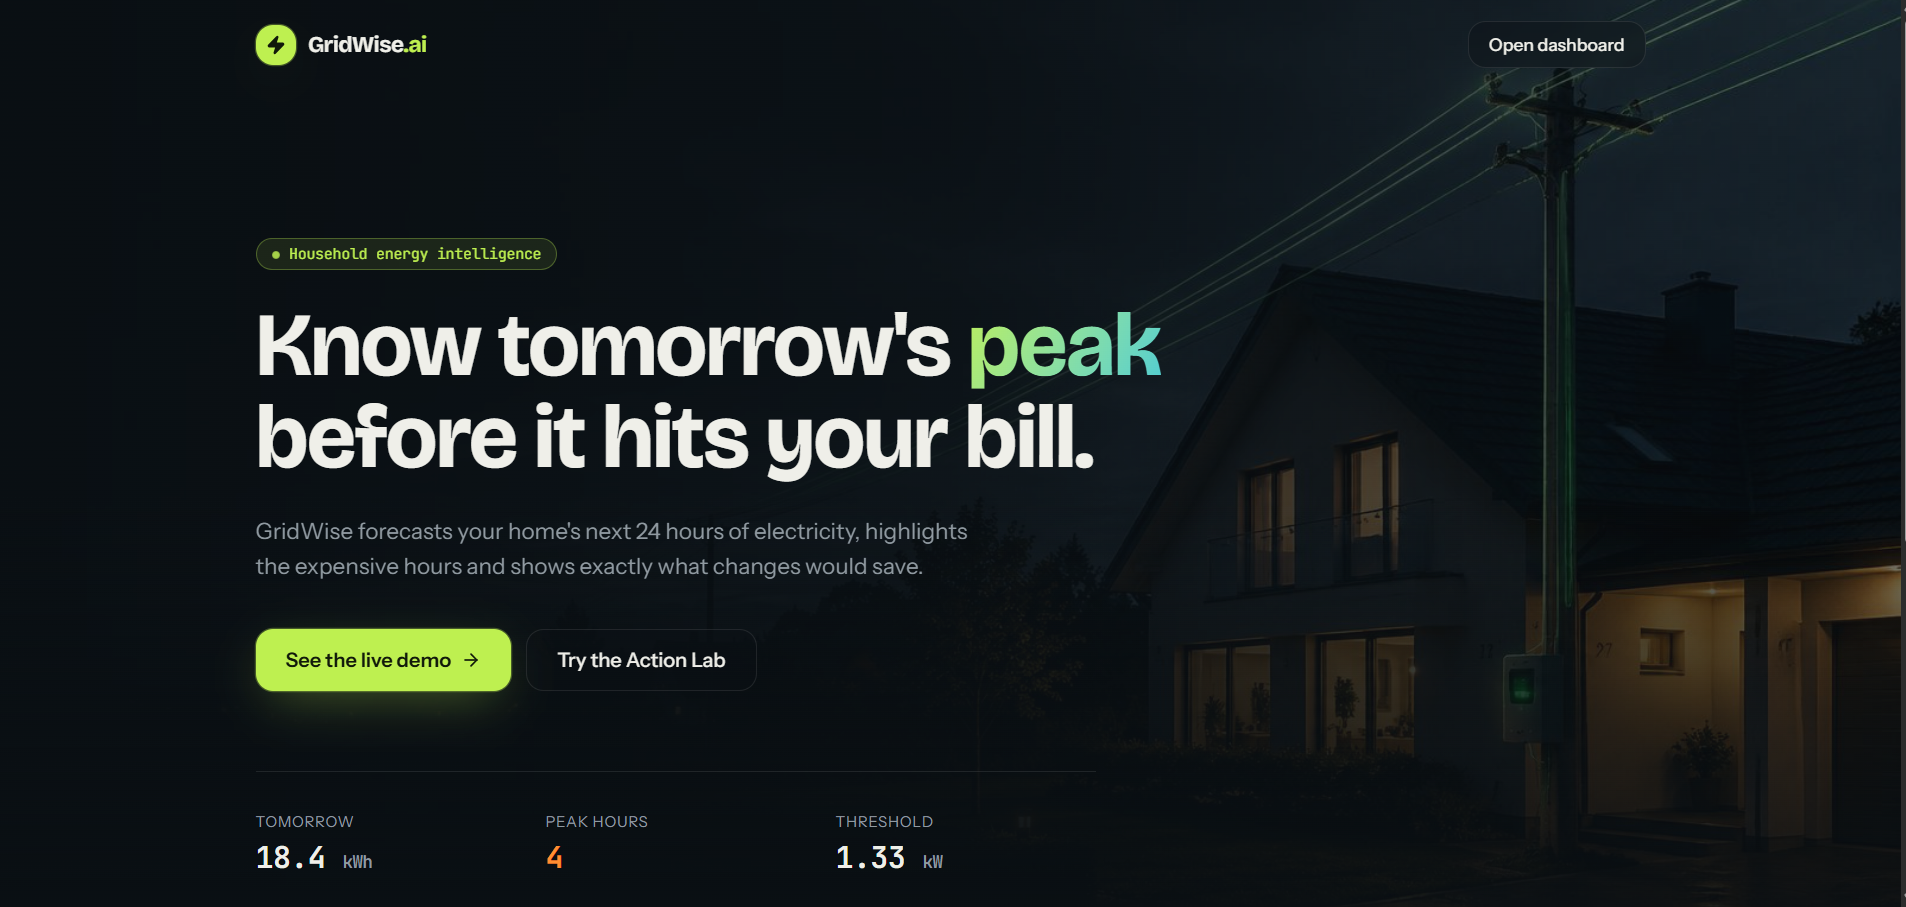 GridWise.ai
Open dashboard
Household energy intelligence
Know tomorrow's peak
before it hits your bill.
GridWise forecasts your home's next 24 hours of electricity, highlights
the expensive hours and shows exactly what changes would save.
See the live demo →
Try the Action Lab
TOMORROW
18.4 kWh
PEAK HOURS
4
THRESHOLD
1.33 kW